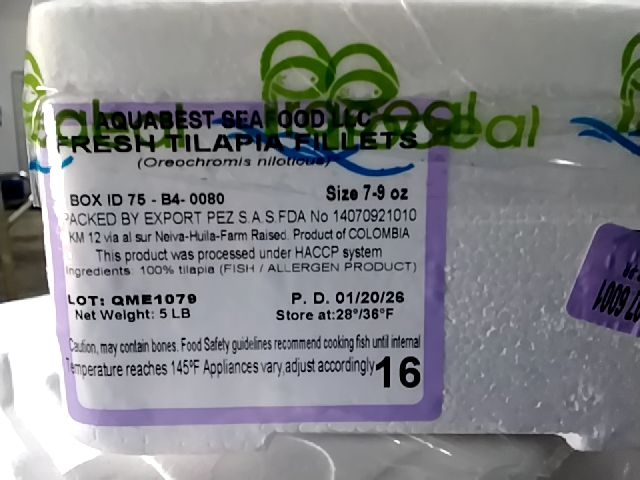 AQUABEST SEAFOOD LLC
FRESH TILAPIA FILLETS
(Oreochromis niloticus)
BOX ID 75 - B4- 0080
Size 7-9 oz
PACKED BY EXPORT PEZ S.A.S.FDA No 14070921010
KM 12 via al sur Neiva-Huila-Farm Raised. Product of COLOMBIA
This product was processed under HACCP system
Ingredients: 100% tilapia (FISH / ALLERGEN PRODUCT)
LOT: QME1079
P. D. 01/20/26
Net Weight: 5 LB
Store at:28°/36°F
Caution, may contain bones. Food Safety guidelines recommend cooking fish until internal
Temperature reaches 145°F Appliances vary,adjust accordingly
16